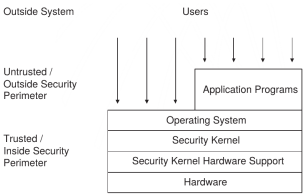 Outside System
Users
Untrusted /
Outside Security
Perimeter
Application Programs
Operating System
Trusted /
Inside Security
Perimeter
Security Kernel
Security Kernel Hardware Support
Hardware